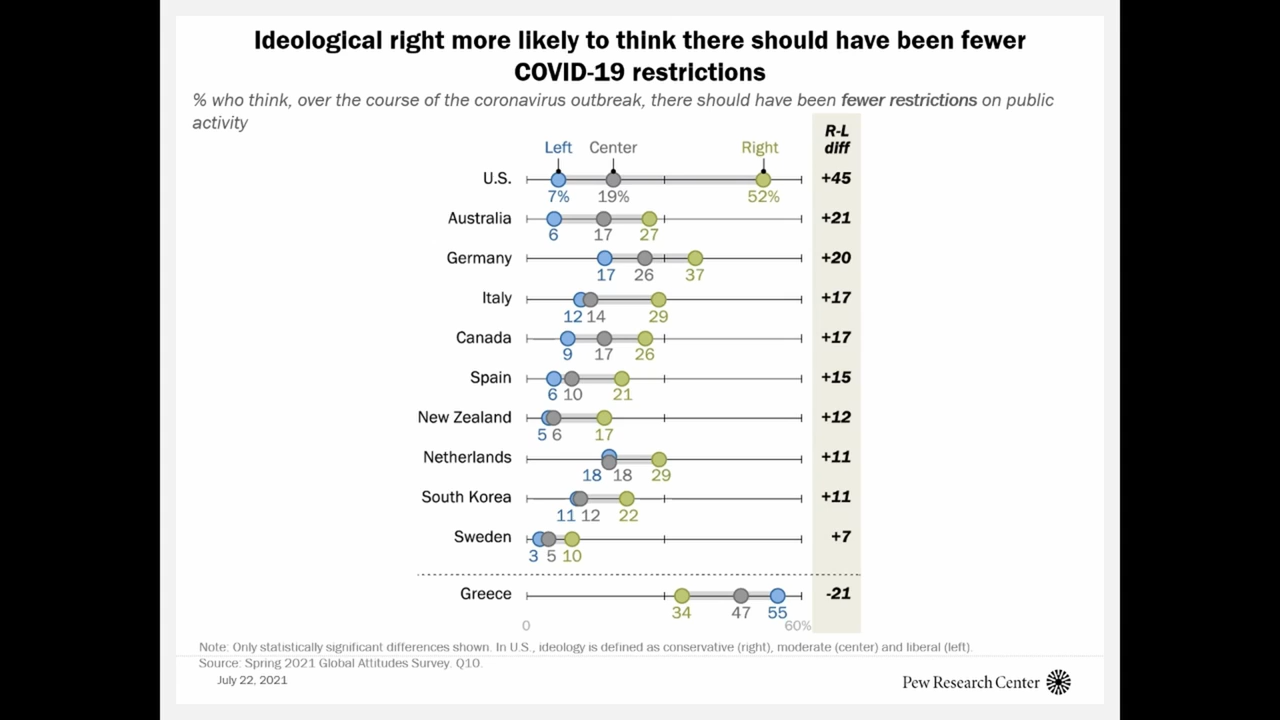 Ideological right more likely to think there should have been fewer
COVID-19 restrictions
% who think, over the course of the coronavirus outbreak, there should have been fewer restrictions on public
activity
R-L
diff
Left Center Right
U.S. +45
7% 19% 52%
Australia +21
6 17 27
Germany +20
17 26 37
Italy +17
12 14 29
Canada +17
9 17 26
Spain +15
6 10 21
New Zealand +12
5 6 17
Netherlands +11
18 18 29
South Korea +11
11 12 22
Sweden +7
3 5 10
Greece -21
34 47 55
0 60%
Note: Only statistically significant differences shown. In U.S., ideology is defined as conservative (right), moderate (center) and liberal (left).
Source: Spring 2021 Global Attitudes Survey. Q10.
July 22, 2021
Pew Research Center